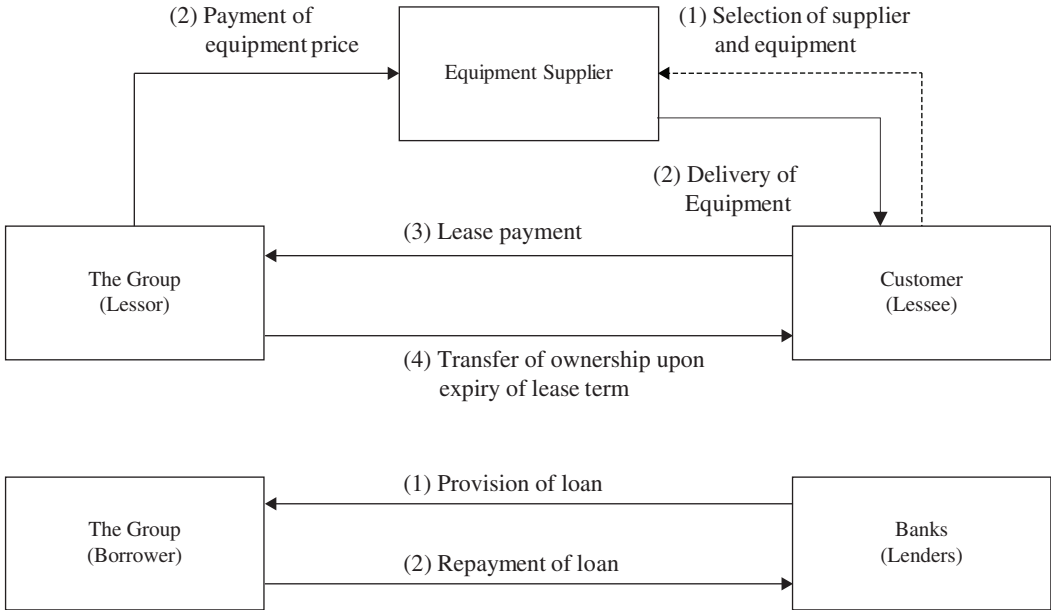 (2) Payment of
equipment price
(1) Selection of supplier
and equipment
Equipment Supplier
(2) Delivery of
Equipment
(3) Lease payment
The Group
(Lessor)
Customer
(Lessee)
(4) Transfer of ownership upon
expiry of lease term
(1) Provision of loan
The Group
(Borrower)
Banks
(Lenders)
(2) Repayment of loan